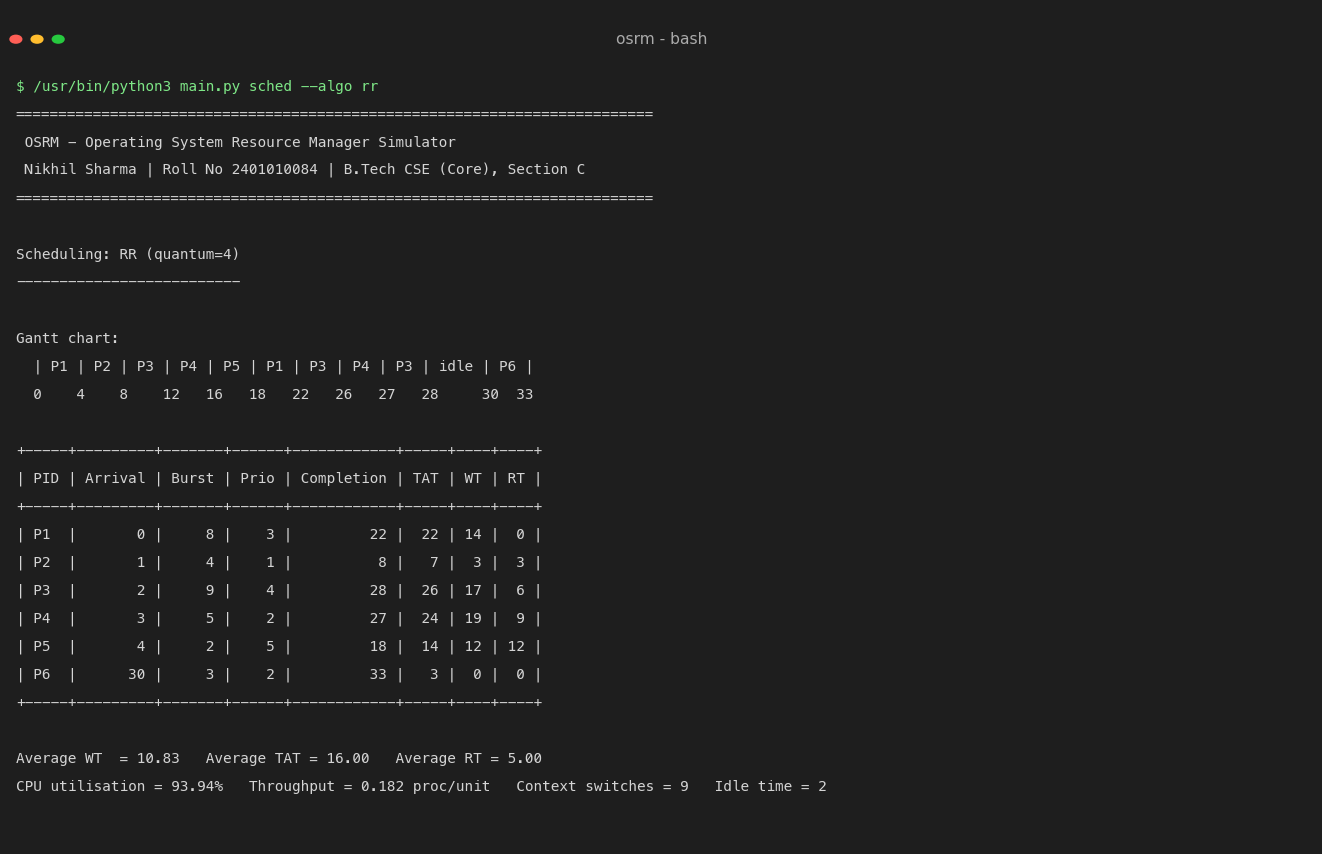 osrm - bash
$ /usr/bin/python3 main.py sched --algo rr
==========================================================================
 OSRM — Operating System Resource Manager Simulator
 Nikhil Sharma | Roll No 2401010084 | B.Tech CSE (Core), Section C
==========================================================================
Scheduling: RR (quantum=4)
--------------------------
Gantt chart:
  | P1 | P2 | P3 | P4 | P5 | P1 | P3 | P4 | P3 | idle | P6 |
  0    4    8    12   16   18   22   26   27   28     30  33
+-----+---------+-------+------+------------+-----+----+----+
| PID | Arrival | Burst | Prio | Completion | TAT | WT | RT |
+-----+---------+-------+------+------------+-----+----+----+
| P1  |       0 |     8 |    3 |         22 |  22 | 14 |  0 |
| P2  |       1 |     4 |    1 |          8 |   7 |  3 |  3 |
| P3  |       2 |     9 |    4 |         28 |  26 | 17 |  6 |
| P4  |       3 |     5 |    2 |         27 |  24 | 19 |  9 |
| P5  |       4 |     2 |    5 |         18 |  14 | 12 | 12 |
| P6  |      30 |     3 |    2 |         33 |   3 |  0 |  0 |
+-----+---------+-------+------+------------+-----+----+----+
Average WT  = 10.83   Average TAT = 16.00   Average RT = 5.00
CPU utilisation = 93.94%   Throughput = 0.182 proc/unit   Context switches = 9   Idle time = 2